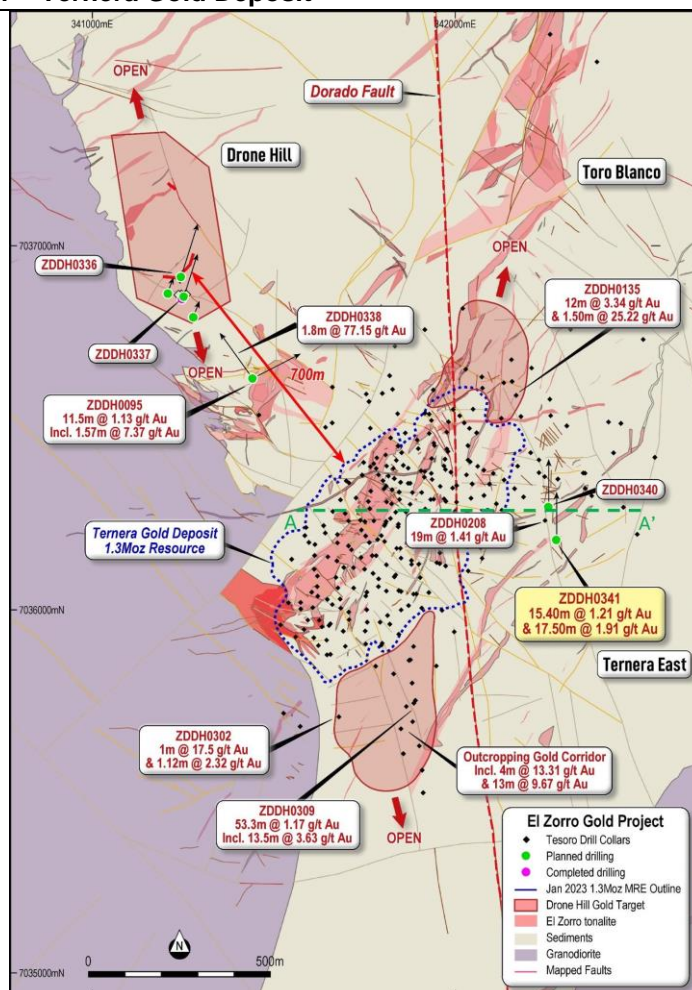 Ternera Gold Deposit
341000mE
342000mE
OPEN
Dorado Fault
Drone Hill
Toro Blanco
7037000mN
ZDDH0336
OPEN
ZDDH0135
12m @ 3.34 g/t Au
& 1.50m @ 25.22 g/t Au
ZDDH0338
1.8m @ 77.15 g/t Au
ZDDH0337
OPEN
700m
ZDDH0095
11.5m @ 1.13 g/t Au
Incl. 1.57m @ 7.37 g/t Au
ZDDH0340
A
A'
ZDDH0208
19m @ 1.41 g/t Au
Ternera Gold Deposit
1.3Moz Resource
ZDDH0341
15.40m @ 1.21 g/t Au
& 17.50m @ 1.91 g/t Au
7036000mN
Ternera East
ZDDH0302
1m @ 17.5 g/t Au
& 1.12m @ 2.32 g/t Au
Outcropping Gold Corridor
Incl. 4m @ 13.31 g/t Au
& 13m @ 9.67 g/t Au
ZDDH0309
53.3m @ 1.17 g/t Au
Incl. 13.5m @ 3.63 g/t Au
OPEN
El Zorro Gold Project
Tesoro Drill Collars
Planned drilling
Completed drilling
Jan 2023 1.3Moz MRE Outline
Drone Hill Gold Target
El Zorro tonalite
Sediments
Granodiorite
Mapped Faults
N
7035000mN
0
500m